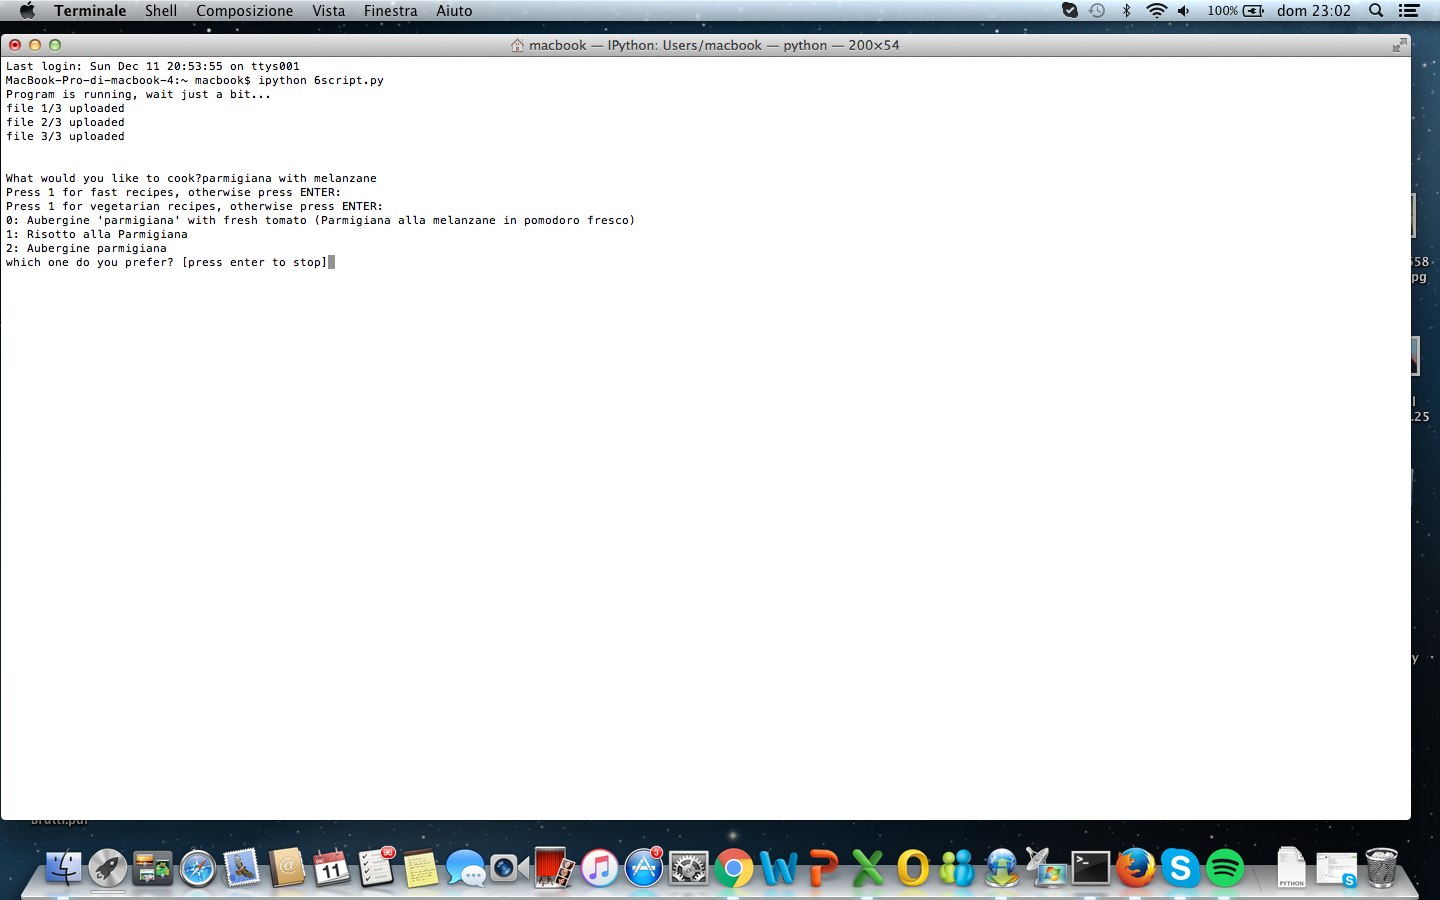 Terminale Shell Composizione Vista Finestra Aiuto 100% dom 23:02
macbook — IPython: Users/macbook — python — 200×54
Last login: Sun Dec 11 20:53:55 on ttys001
MacBook-Pro-di-macbook-4:~ macbook$ ipython 6script.py
Program is running, wait just a bit...
file 1/3 uploaded
file 2/3 uploaded
file 3/3 uploaded
What would you like to cook?parmigiana with melanzane
Press 1 for fast recipes, otherwise press ENTER:
Press 1 for vegetarian recipes, otherwise press ENTER:
0: Aubergine 'parmigiana' with fresh tomato (Parmigiana alla melanzane in pomodoro fresco)
1: Risotto alla Parmigiana
2: Aubergine parmigiana
which one do you prefer? [press enter to stop]
58
pg
.25
y
DIC
11
96
3
PYTHON